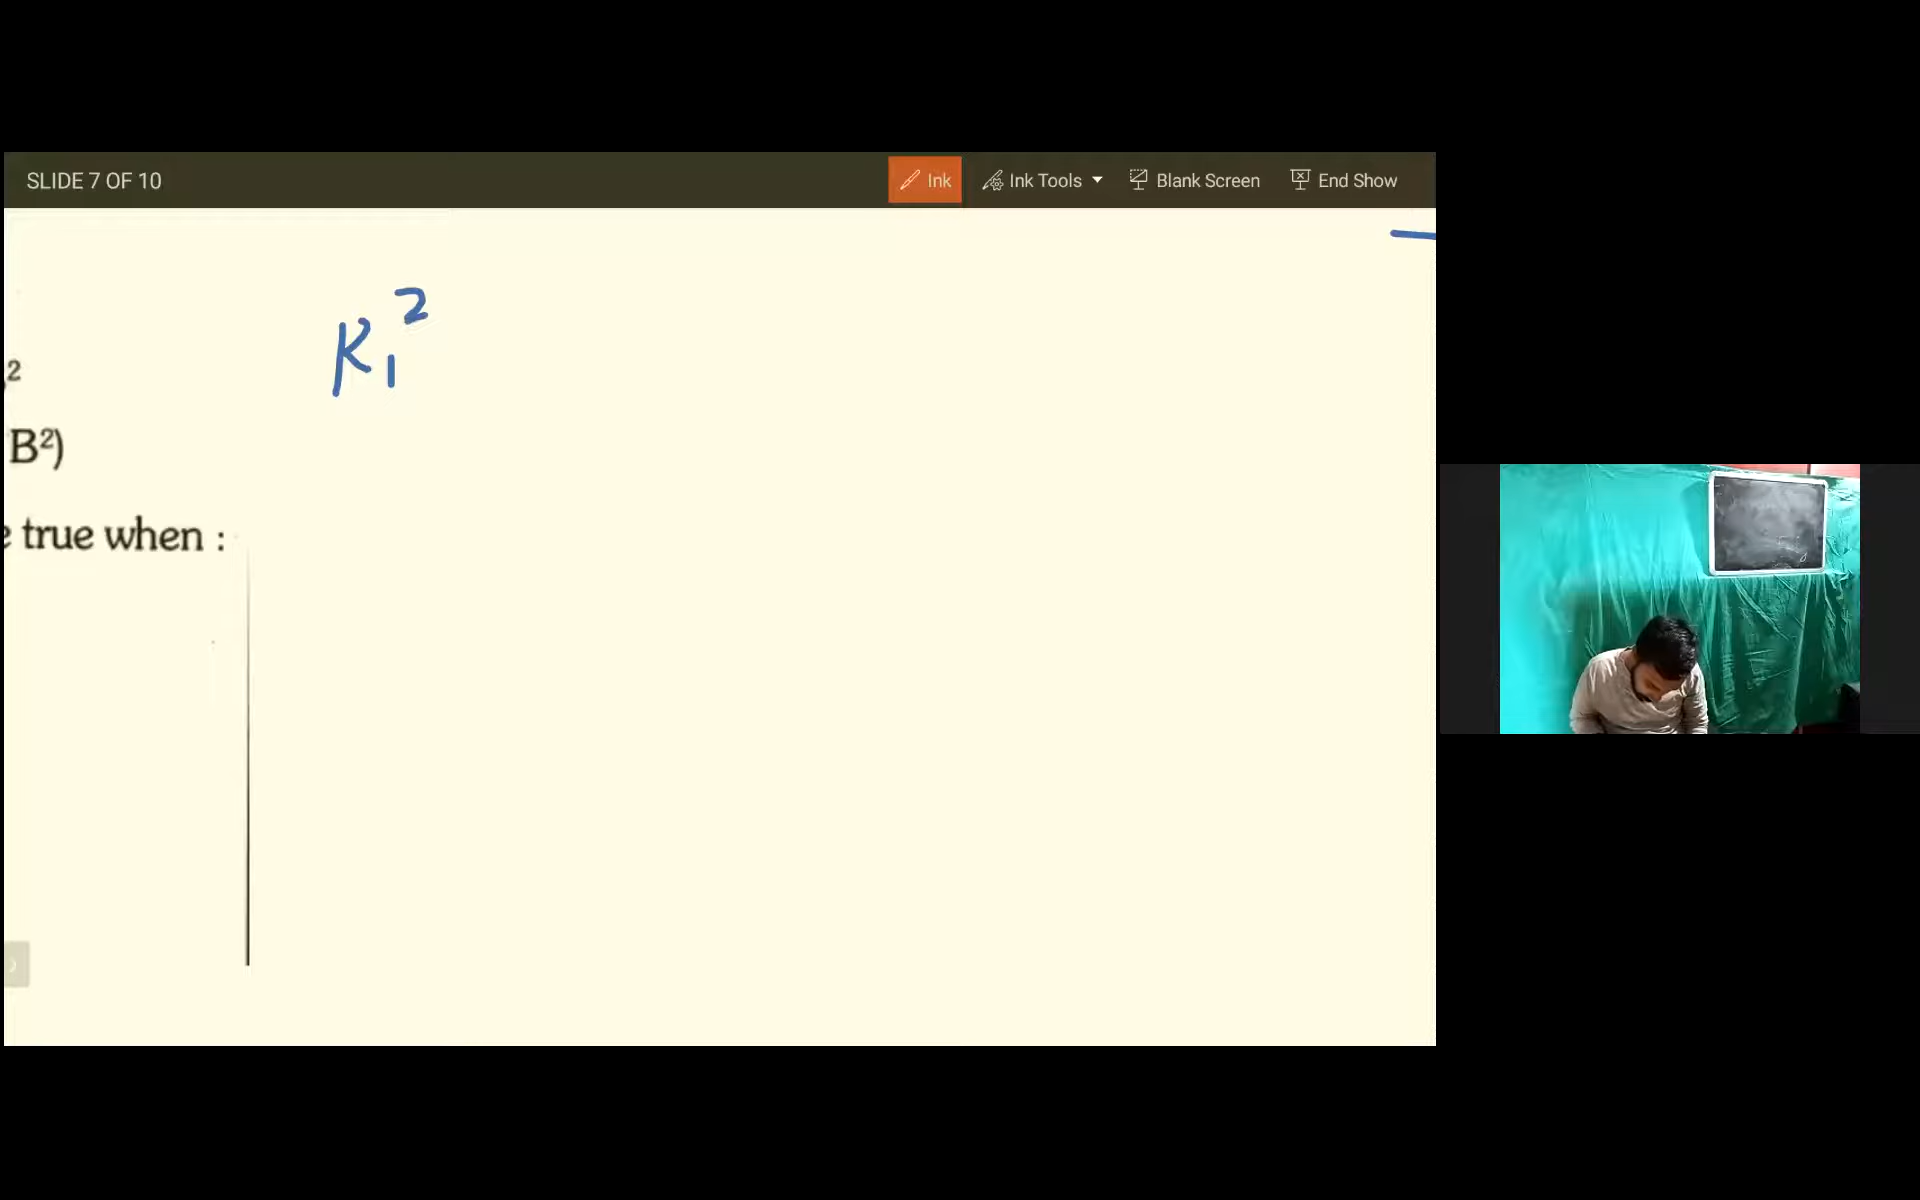 SLIDE 7 OF 10 Ink Ink Tools Blank Screen End Show
K₁²
2
B²)
true when :